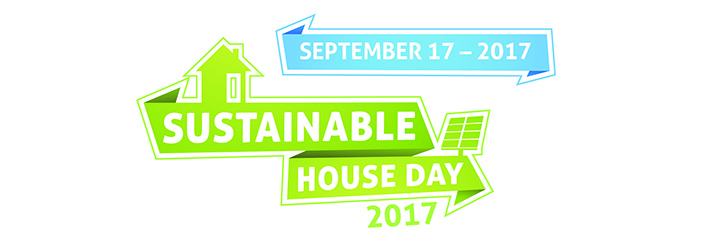 SEPTEMBER 17 – 2017
SUSTAINABLE
HOUSE DAY
2017